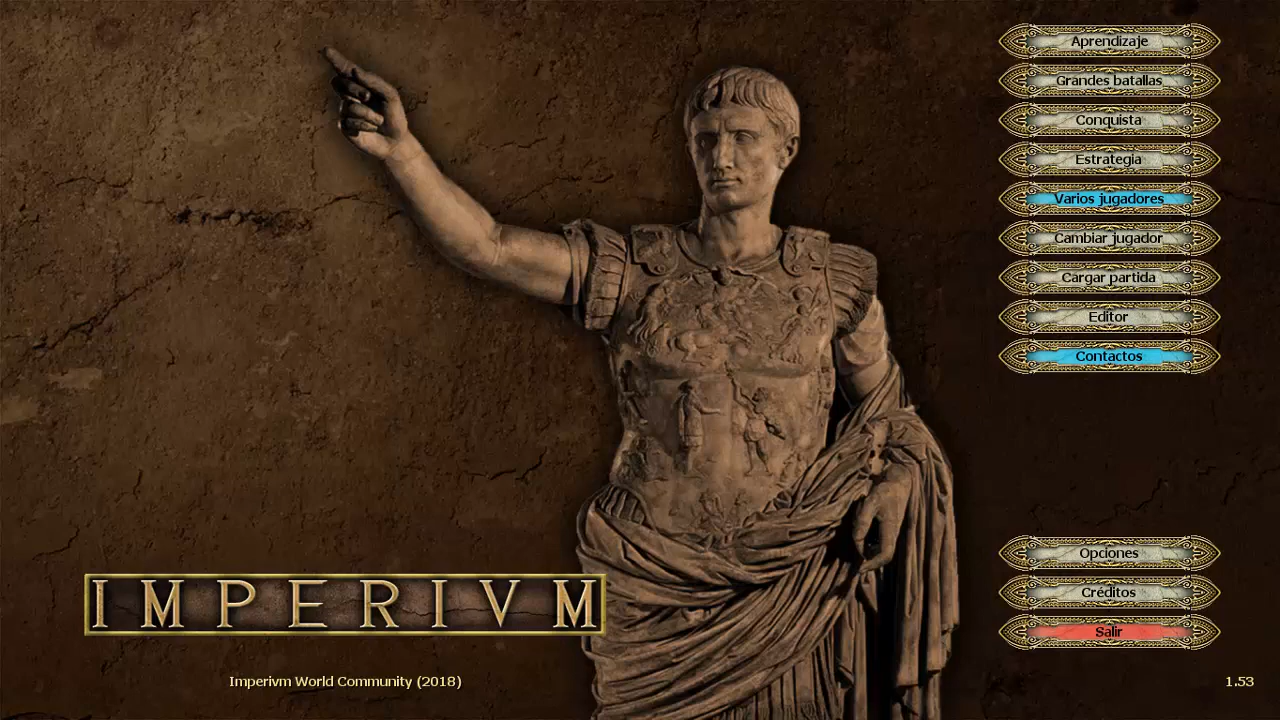 Aprendizaje
Grandes batallas
Conquista
Estrategia
Varios jugadores
Cambiar jugador
Cargar partida
Editor
Contactos
Opciones
Créditos
Salir
IMPERIVM
Imperivm World Community (2018)
1.53